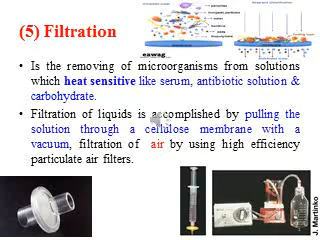 (5) Filtration
eawag
• Is the removing of microorganisms from solutions
which heat sensitive like serum, antibiotic solution &
carbohydrate.
• Filtration of liquids is accomplished by pulling the
solution through a cellulose membrane with a
vacuum, filtration of air by using high efficiency
particulate air filters.
J. Martinko